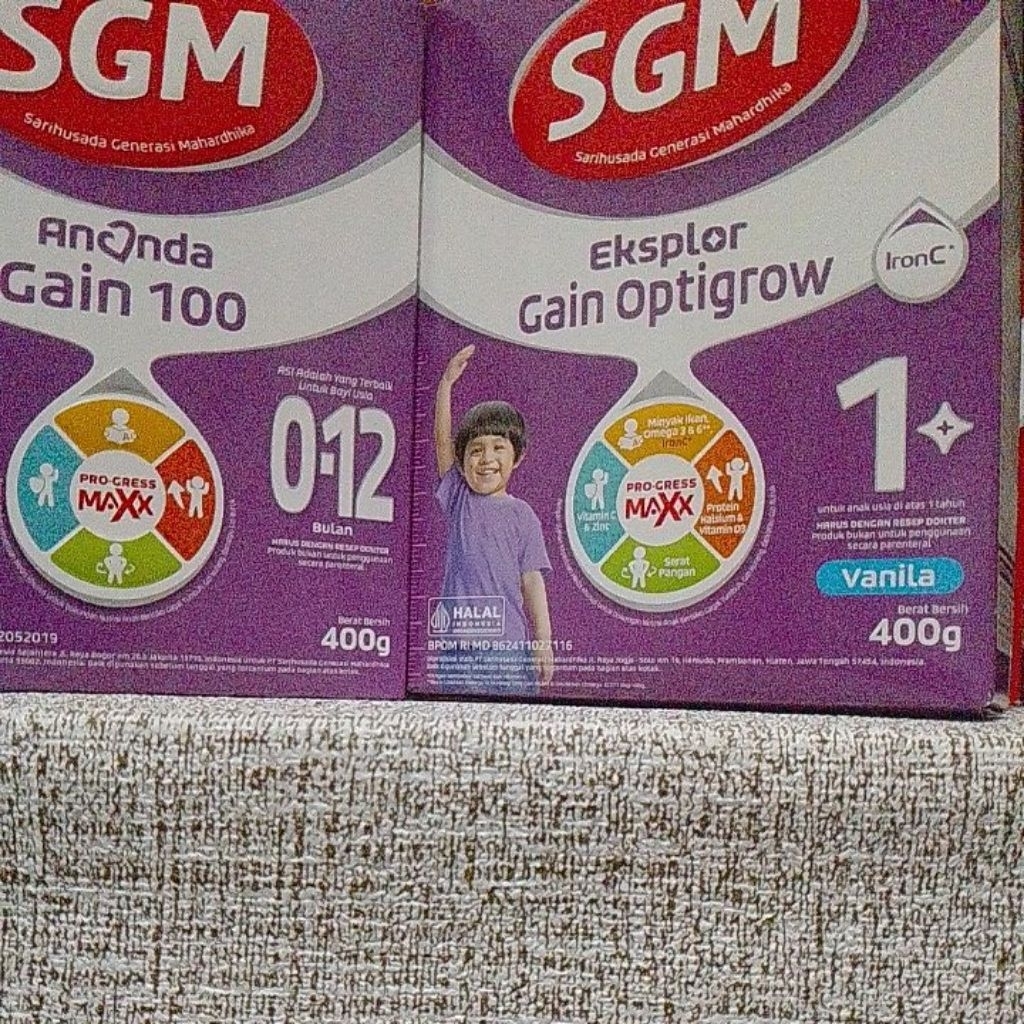 SGM
Sarihusada Generasi Mahardhika
Ananda
Gain 100
PRO-GRESS
MAXX
ASI Adalah Yang Terbaik
Untuk Bayi Usia
0-12
Bulan
HARUS DENGAN RESEP DOKTER
Produk bukan untuk penggunaan
secara parenteral
Berat Bersih
400g
2052019
SGM
Sarihusada Generasi Mahardhika
Eksplor
Gain Optigrow
IronC*
Minyak Ikan,
Omega 3 & 6**
IronC*
Vitamin C
& Zinc
PRO-GRESS
MAXX
Protein
Kalsium &
Vitamin D3
Serat
Pangan
1+
untuk anak usia di atas 1 tahun
HARUS DENGAN RESEP DOKTER
Produk bukan untuk penggunaan
secara parenteral
Vanila
Berat Bersih
400g
HALAL
INDONESIA
BPOM RI MD 862411027116